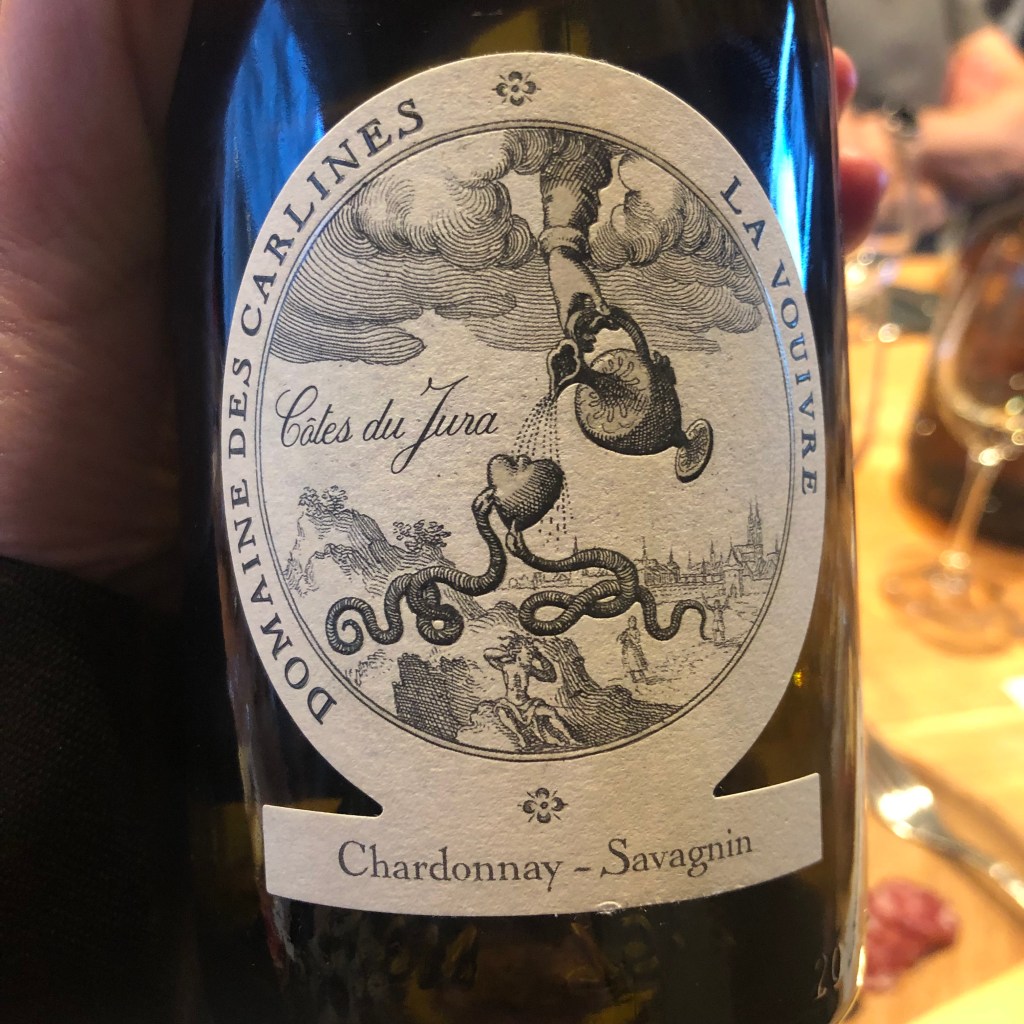 DOMAINE DES CARLINES
LA VOUIVRE
Côtes du Jura
Chardonnay - Savagnin